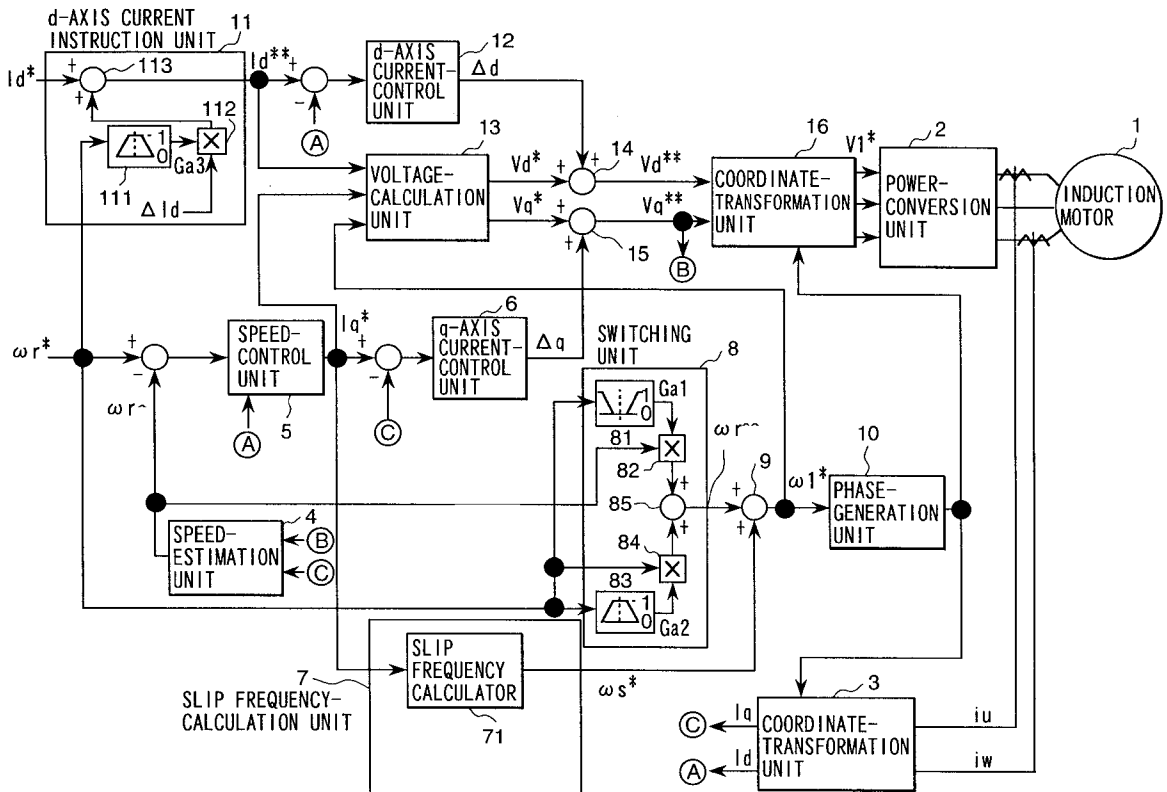 d-AXIS CURRENT
INSTRUCTION UNIT
11
Id*
+
+
113
Id**
+
-
A
12
d-AXIS
CURRENT-
CONTROL
UNIT
Δd
111
1
0
Ga3
112
X
ΔId
13
VOLTAGE-
CALCULATION
UNIT
Vd*
Vq*
+
+
14
Vd**
+
+
15
Vq**
B
16
COORDINATE-
TRANSFORMATION
UNIT
V1*
2
POWER-
CONVERSION
UNIT
1
INDUCTION
MOTOR
ωr*
+
-
ωr^
SPEED-
CONTROL
UNIT
5
A
Iq*
+
-
C
6
q-AXIS
CURRENT-
CONTROL
UNIT
Δq
SWITCHING
UNIT
8
1
0
Ga1
81
X
82
+
85
+
84
X
83
1
0
Ga2
ωr^^
+
+
9
ω1*
10
PHASE-
GENERATION
UNIT
4
SPEED-
ESTIMATION
UNIT
B
C
7
SLIP FREQUENCY-
CALCULATION UNIT
SLIP
FREQUENCY
CALCULATOR
71
ωs*
3
COORDINATE-
TRANSFORMATION
UNIT
C
Iq
A
Id
iu
iw